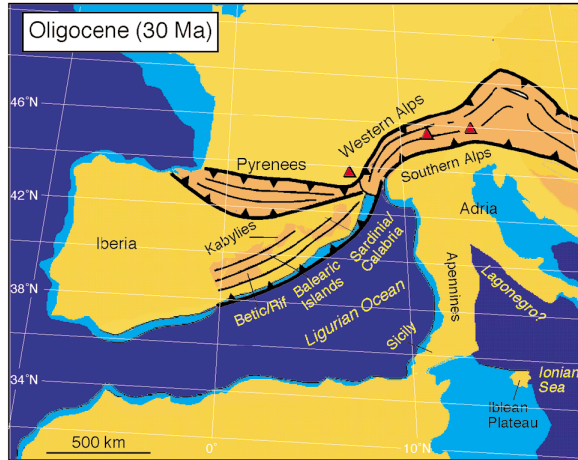 Oligocene (30 Ma)
46°N
Western Alps
Pyrenees
Southern Alps
42°N
Adria
Iberia
Kabylies
Sardinia/
Calabria
38°N
Betic/Rif
Balearic
Islands
Ligurian Ocean
Apennines
Lagonegro?
Sicily
34°N
Ionian
Sea
Iblean
Plateau
500 km
0°
10°N